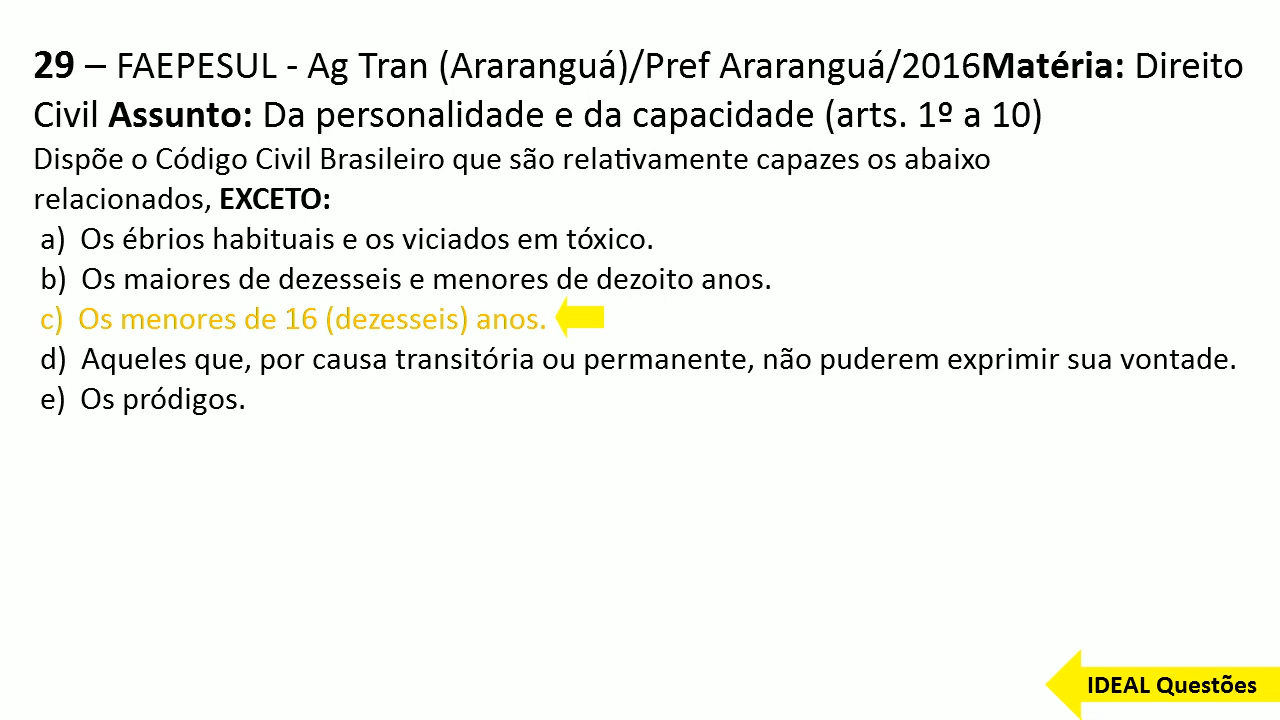 29 – FAEPESUL - Ag Tran (Araranguá)/Pref Araranguá/2016Matéria: Direito
Civil Assunto: Da personalidade e da capacidade (arts. 1º a 10)
Dispõe o Código Civil Brasileiro que são relativamente capazes os abaixo
relacionados, EXCETO:
a) Os ébrios habituais e os viciados em tóxico.
b) Os maiores de dezesseis e menores de dezoito anos.
c) Os menores de 16 (dezesseis) anos.
d) Aqueles que, por causa transitória ou permanente, não puderem exprimir sua vontade.
e) Os pródigos.
IDEAL Questões